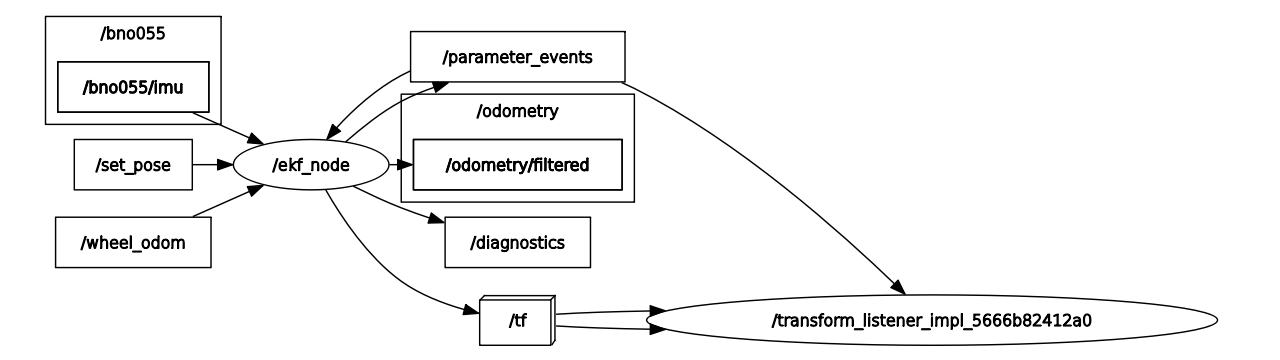 /bno055
/bno055/imu
/set_pose
/wheel_odom
/ekf_node
/parameter_events
/odometry
/odometry/filtered
/diagnostics
/tf
/transform_listener_impl_5666b82412a0